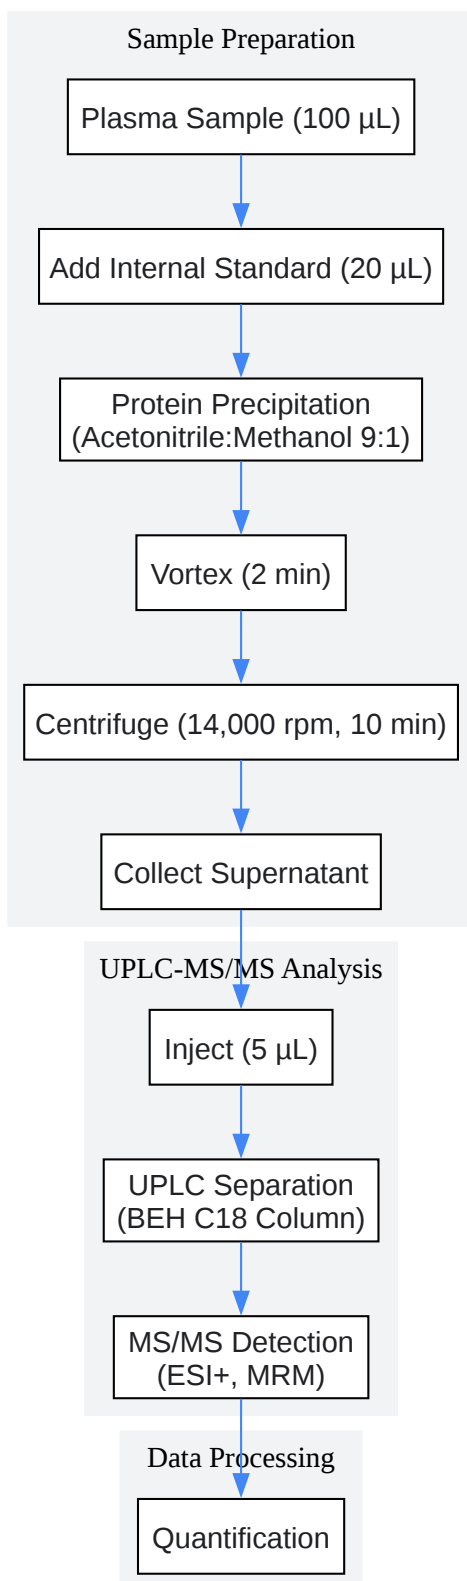 Sample Preparation
Plasma Sample (100 µL)
Add Internal Standard (20 µL)
Protein Precipitation
(Acetonitrile:Methanol 9:1)
Vortex (2 min)
Centrifuge (14,000 rpm, 10 min)
Collect Supernatant
UPLC-MS/MS Analysis
Inject (5 µL)
UPLC Separation
(BEH C18 Column)
MS/MS Detection
(ESI+, MRM)
Data Processing
Quantification